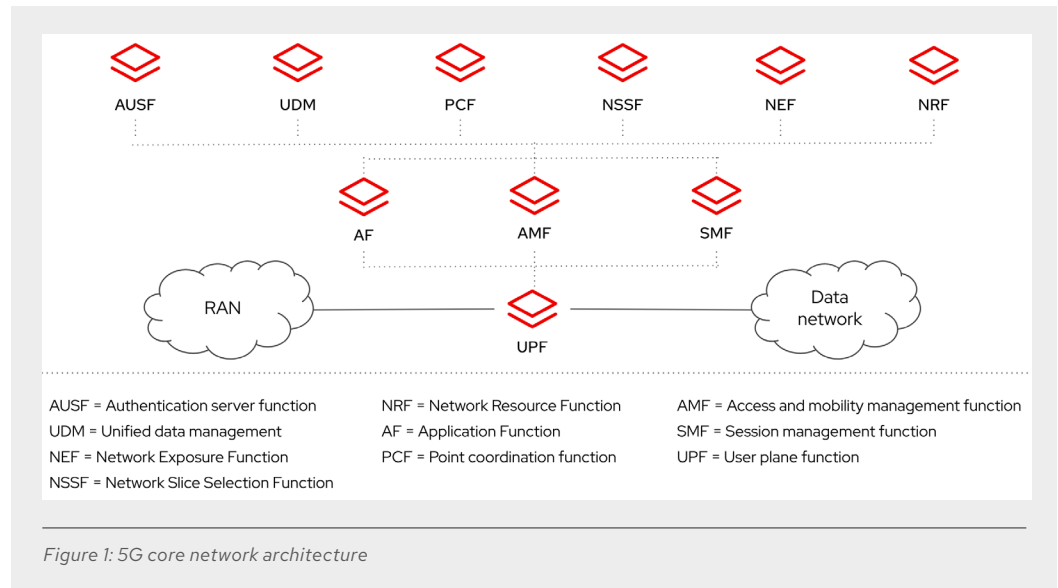 AUSF UDM PCF NSSF NEF NRF
AF AMF SMF
RAN
Data
network
UPF
AUSF = Authentication server function
UDM = Unified data management
NEF = Network Exposure Function
NSSF = Network Slice Selection Function
NRF = Network Resource Function
AF = Application Function
PCF = Point coordination function
AMF = Access and mobility management function
SMF = Session management function
UPF = User plane function
Figure 1: 5G core network architecture